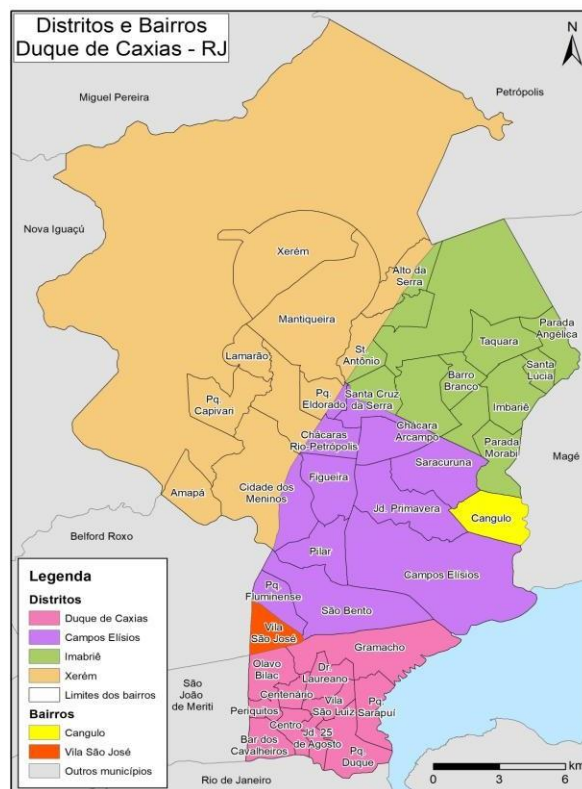 Distritos e Bairros
Duque de Caxias - RJ
N
Miguel Pereira
Petrópolis
Nova Iguaçú
Xerém
Alto da
Serra
Mantiqueira
Parada
Angélica
Taquara
Lamarão
St.
Antônio
Santa
Lúcia
Barro
Branco
Pq.
Capivari
Pq.
Eldorado
Santa Cruz
da Serra
Imbariê
Chácara
Arcampo
Chácaras
Rio-Petrópolis
Parada
Morabi
Magé
Saracuruna
Figueira
Cidade dos
Meninos
Amapá
Jd. Primavera
Cangulo
Belford Roxo
Pilar
Campos Elísios
Pq.
Fluminense
São Bento
Vila
São José
Gramacho
Olavo
Bilac
Dr.
Laureano
São
João
de Meriti
Centenário
Vila
São Luiz
Pq.
Sarapuí
Periquitos
Centro
Jd. 25
de Agosto
Bar dos
Cavalheiros
Pq.
Duque
Rio de Janeiro
Legenda
Distritos
Duque de Caxias
Campos Elísios
Imabriê
Xerém
Limites dos bairros
Bairros
Cangulo
Vila São José
Outros municípios
0 3 6
km